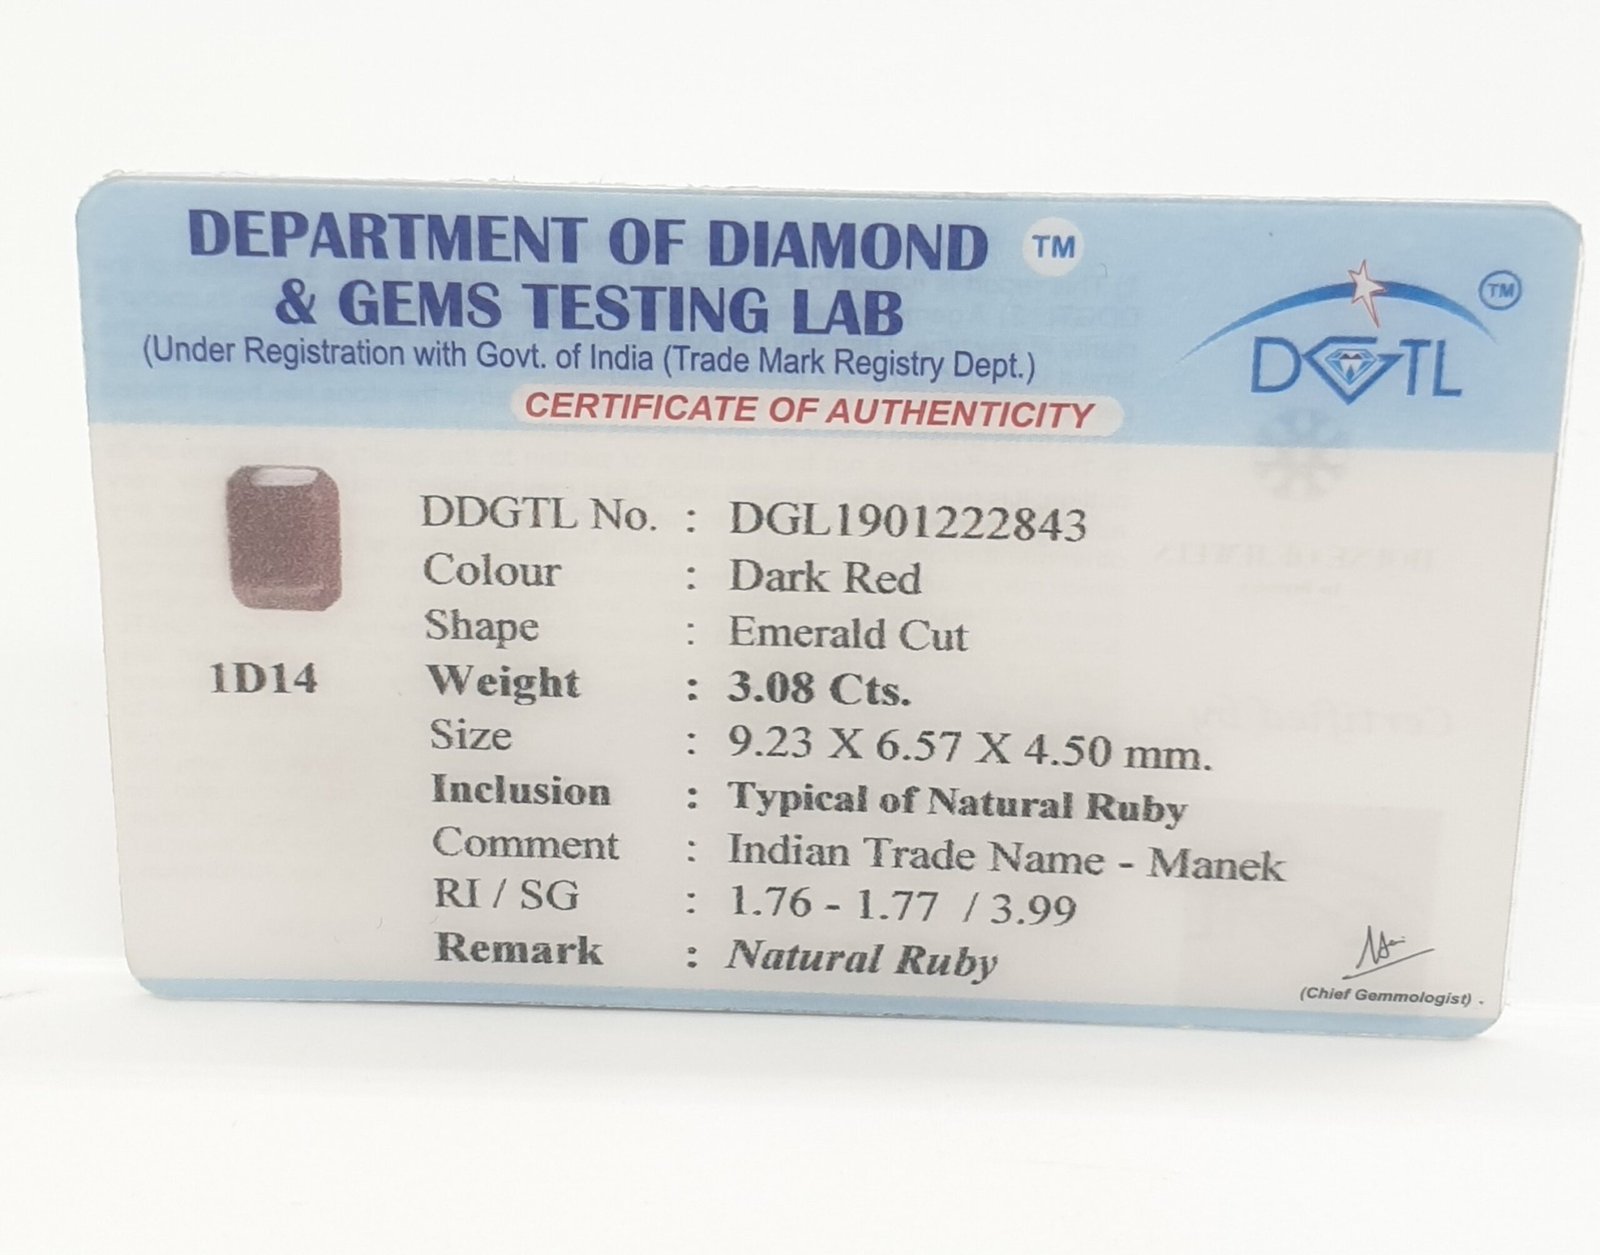 DEPARTMENT OF DIAMOND TM
& GEMS TESTING LAB
(Under Registration with Govt. of India (Trade Mark Registry Dept.)
CERTIFICATE OF AUTHENTICITY
DGTL TM
DDGTL No. : DGL1901222843
Colour : Dark Red
Shape : Emerald Cut
1D14
Weight : 3.08 Cts.
Size : 9.23 X 6.57 X 4.50 mm.
Inclusion : Typical of Natural Ruby
Comment : Indian Trade Name - Manek
RI / SG : 1.76 - 1.77 / 3.99
Remark : Natural Ruby
(Chief Gemmologist) .